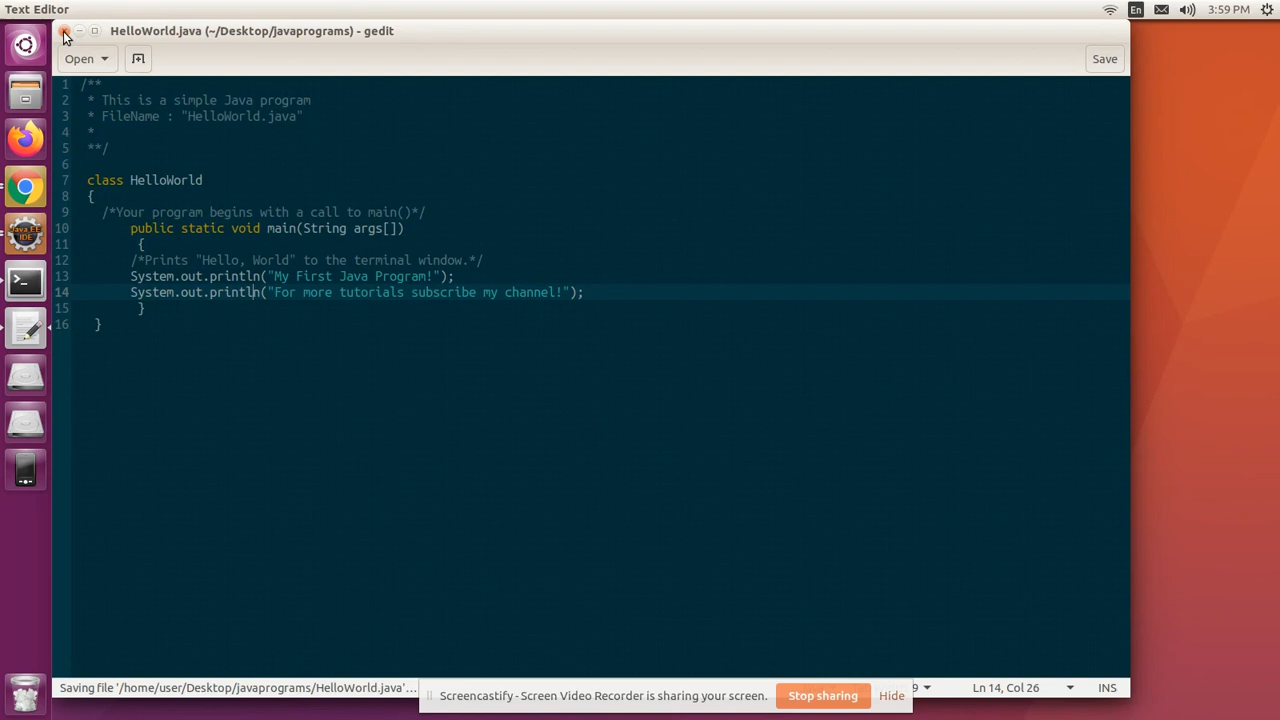 Text Editor
En
3:59 PM
HelloWorld.java (~/Desktop/javaprograms) - gedit
Open
Save
1 /**
2 * This is a simple Java program
3 * FileName : "HelloWorld.java"
4 *
5 **/
6
7 class HelloWorld
8 {
9 /*Your program begins with a call to main()*/
10 public static void main(String args[])
11 {
12 /*Prints "Hello, World" to the terminal window.*/
13 System.out.println("My First Java Program!");
14 System.out.println("For more tutorials subscribe my channel!");
15 }
16 }
Java EE
IDE
Saving file '/home/user/Desktop/javaprograms/HelloWorld.java'...
Screencastify - Screen Video Recorder is sharing your screen.
Stop sharing
Hide
Ln 14, Col 26
INS